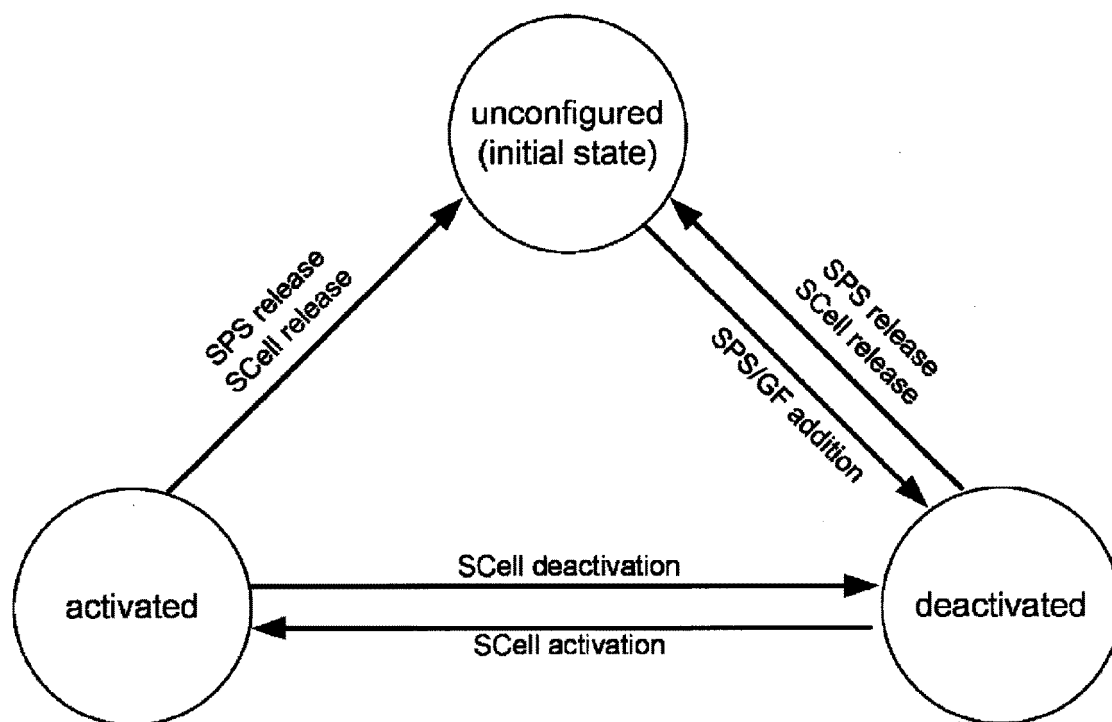 unconfigured
(initial state)
SPS release
SCell release
SPS release
SCell release
SPS/GF addition
SCell deactivation
activated
deactivated
SCell activation